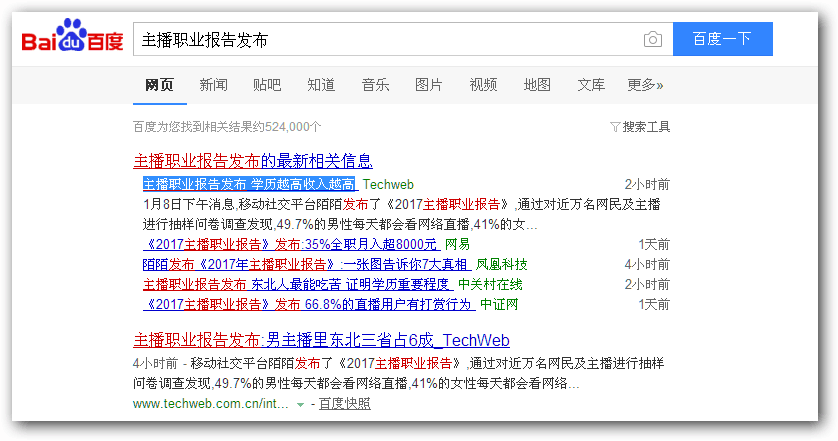 Bai du 百度 主播职业报告发布 百度一下
网页 新闻 贴吧 知道 音乐 图片 视频 地图 文库 更多»
百度为您找到相关结果约524,000个 搜索工具
主播职业报告发布的最新相关信息
主播职业报告发布 学历越高收入越高 Techweb 2小时前
1月8日下午消息,移动社交平台陌陌发布了《2017主播职业报告》,通过对近万名网民及主播
进行抽样问卷调查发现,49.7%的男性每天都会看网络直播,41%的女...
《2017主播职业报告》发布:35%全职月入超8000元 网易 1天前
陌陌发布《2017年主播职业报告》:一张图告诉你7大真相 凤凰科技 4小时前
主播职业报告发布 东北人最能吃苦 证明学历重要程度 中关村在线 2小时前
《2017主播职业报告》发布 66.8%的直播用户有打赏行为 中证网 1天前
主播职业报告发布:男主播里东北三省占6成_TechWeb
4小时前 - 移动社交平台陌陌发布了《2017主播职业报告》,通过对近万网民及主播进行抽样
问卷调查发现,49.7%的男性每天都会看网络直播,41%的女性每天都会看网络...
www.techweb.com.cn/int... - 百度快照